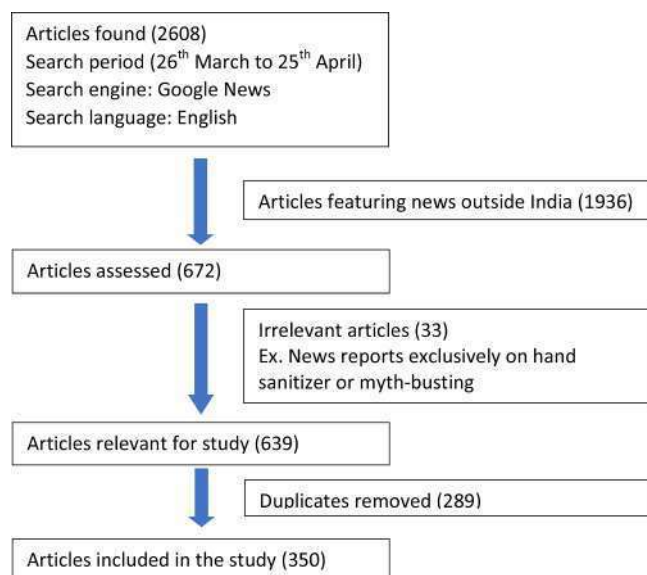 Articles found (2608)
Search period (26th March to 25th April)
Search engine: Google News
Search language: English
Articles featuring news outside India (1936)
Articles assessed (672)
Irrelevant articles (33)
Ex. News reports exclusively on hand
sanitizer or myth-busting
Articles relevant for study (639)
Duplicates removed (289)
Articles included in the study (350)